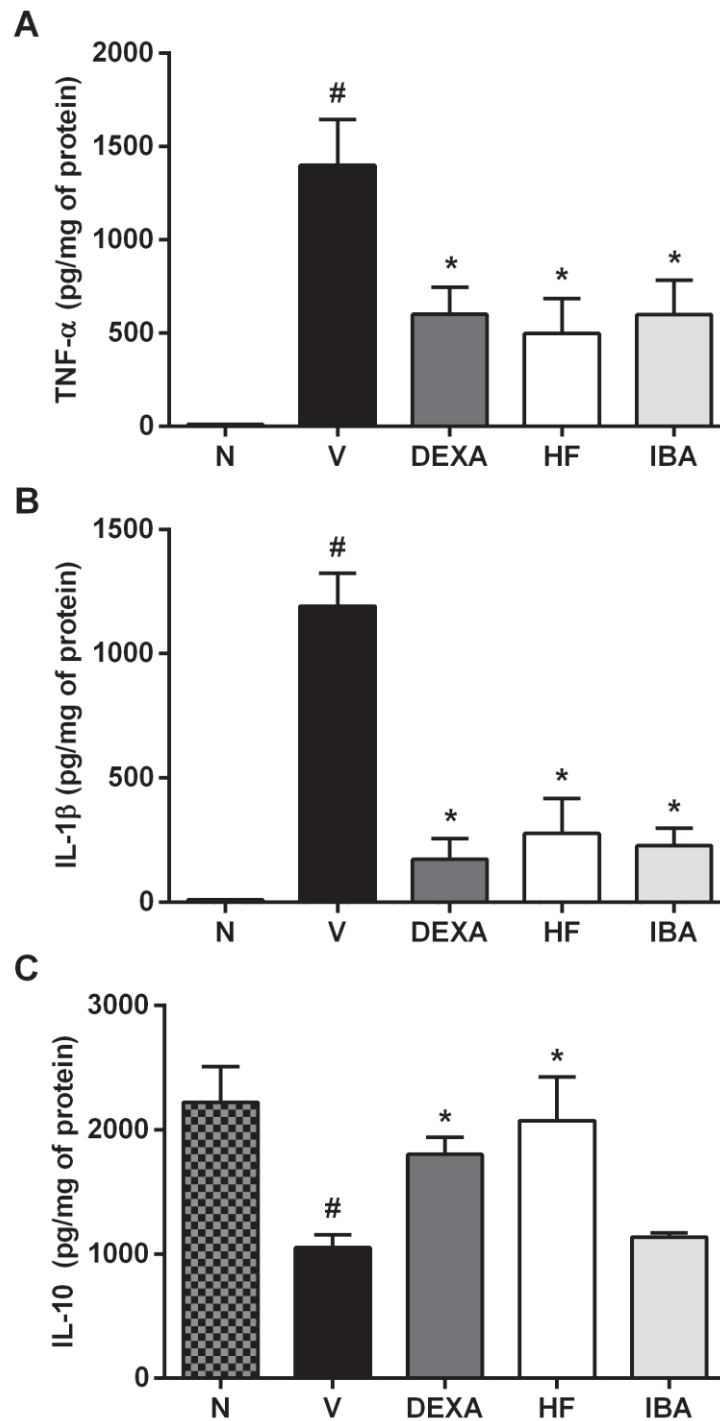 A
TNF-α (pg/mg of protein)
2000
1500
1000
500
0
#
*
*
*
N V DEXA HF IBA
B
IL-1β (pg/mg of protein)
1500
1000
500
0
#
*
*
*
N V DEXA HF IBA
C
IL-10 (pg/mg of protein)
3000
2000
1000
0
#
*
*
N V DEXA HF IBA